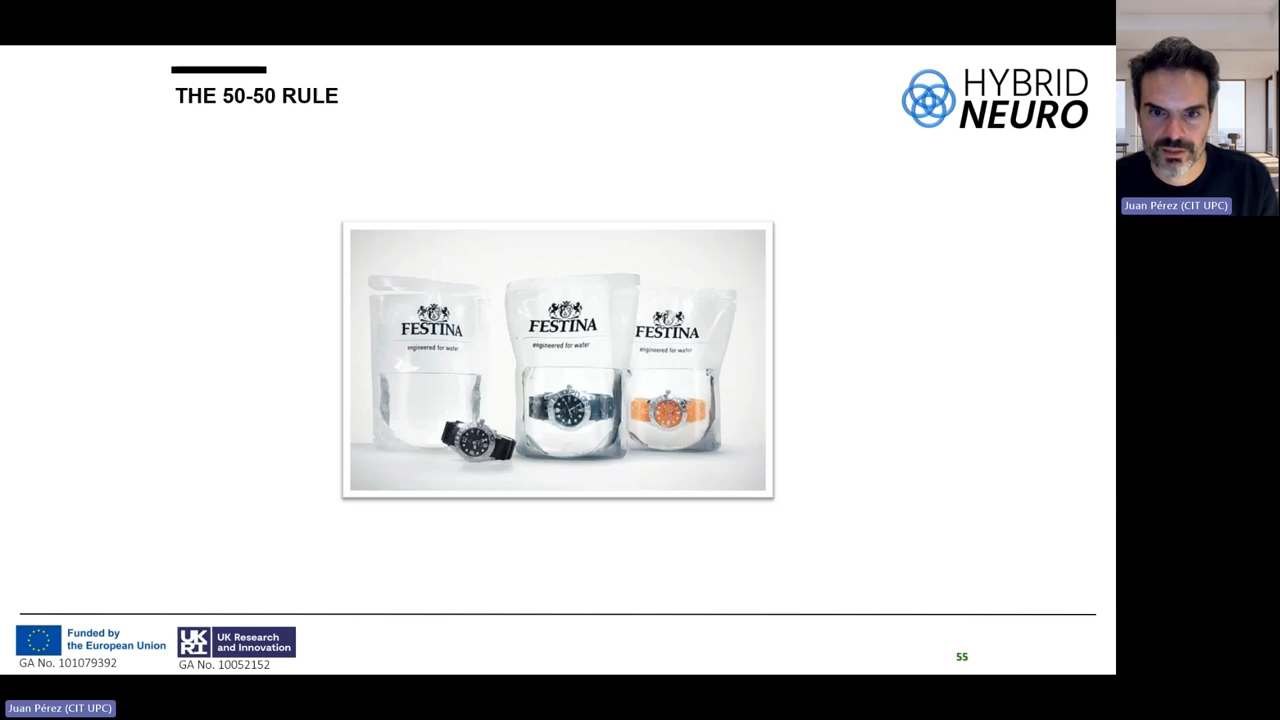 THE 50-50 RULE
HYBRID
NEURO
Juan Pérez (CIT UPC)
FESTINA
engineered for water
FESTINA
engineered for water
FESTINA
engineered for water
Funded by
the European Union
GA No. 101079392
UK
RI
UK Research
and Innovation
GA No. 10052152
55
Juan Pérez (CIT UPC)